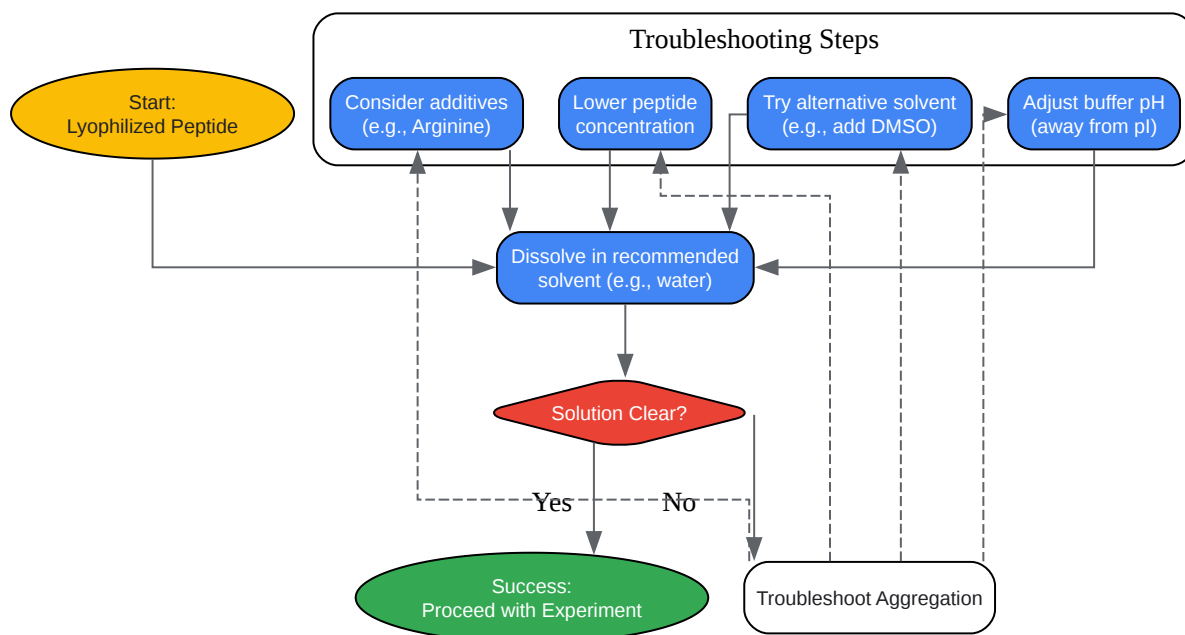 Troubleshooting Steps
Start:
Lyophilized Peptide
Consider additives
(e.g., Arginine)
Lower peptide
concentration
Try alternative solvent
(e.g., add DMSO)
Adjust buffer pH
(away from pI)
Dissolve in recommended
solvent (e.g., water)
Solution Clear?
Yes
No
Success:
Proceed with Experiment
Troubleshoot Aggregation